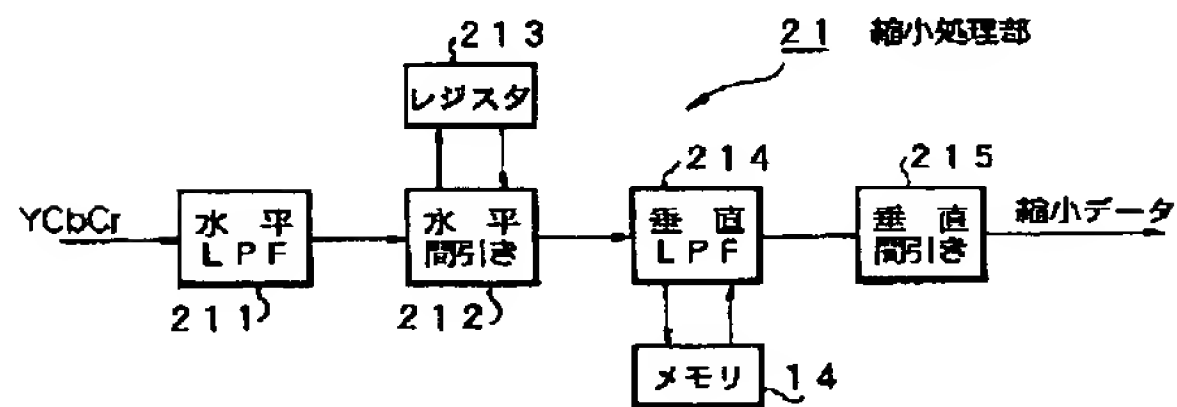 213
21 縮小処理部
レジスタ
214
215
YCbCr
水平
LPF
水平
間引き
垂直
LPF
垂直
間引き
縮小データ
211
212
メモリ
14